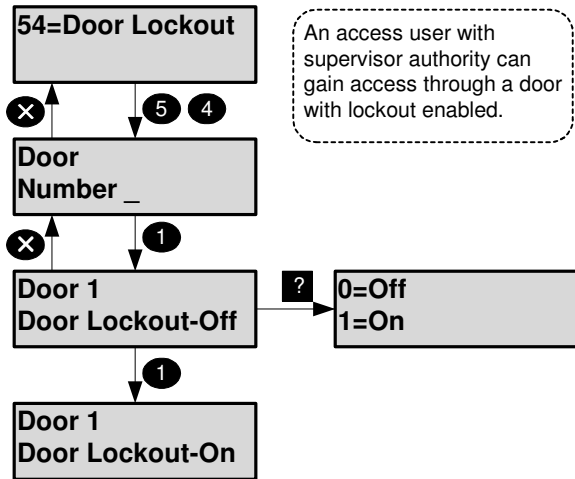 54=Door Lockout
An access user with
supervisor authority can
gain access through a door
with lockout enabled.
5 4
Door
Number _
1
Door 1
Door Lockout-Off
?
0=Off
1=On
1
Door 1
Door Lockout-On